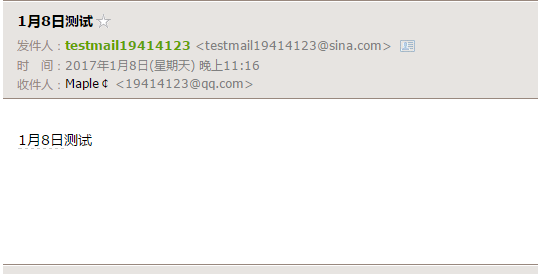 1月8日测试
发件人：testmail19414123 <testmail19414123@sina.com>
时　间：2017年1月8日(星期天) 晚上11:16
收件人：Maple￠ <19414123@qq.com>
1月8日测试